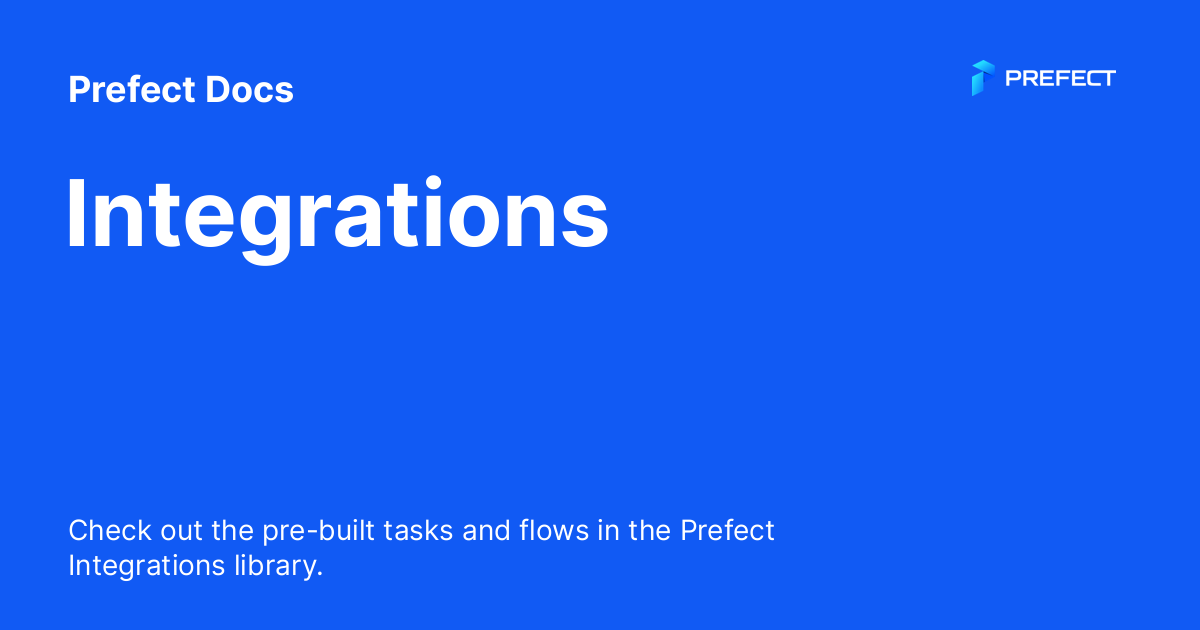 Prefect Docs
PREFECT
Integrations
Check out the pre-built tasks and flows in the Prefect
Integrations library.